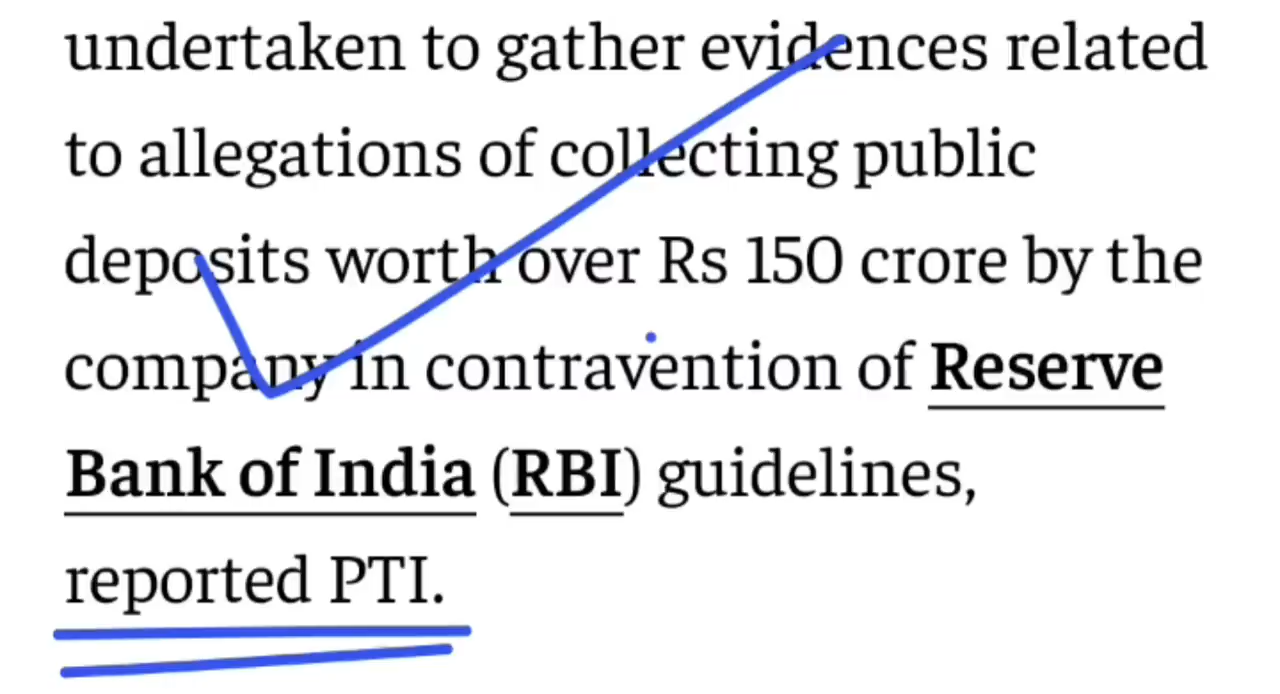 undertaken to gather evidences related
to allegations of collecting public
deposits worth over Rs 150 crore by the
company in contravention of Reserve
Bank of India (RBI) guidelines,
reported PTI.